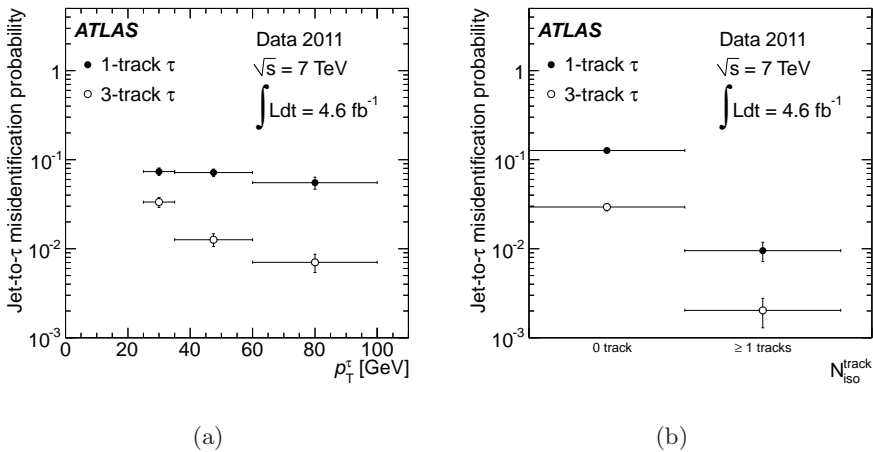 Jet-to-τ misidentification probability
ATLAS
1-track τ
3-track τ
Data 2011
√s = 7 TeV
∫Ldt = 4.6 fb⁻¹
1
10⁻¹
10⁻²
10⁻³
0 20 40 60 80 100
p_T^τ [GeV]
(a)
Jet-to-τ misidentification probability
ATLAS
1-track τ
3-track τ
Data 2011
√s = 7 TeV
∫Ldt = 4.6 fb⁻¹
1
10⁻¹
10⁻²
10⁻³
0 track ≥ 1 tracks
N_iso^track
(b)